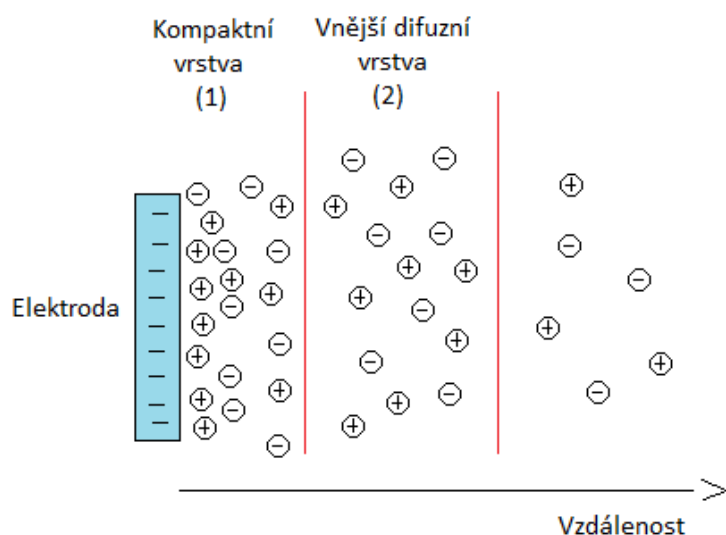 Kompaktní
vrstva
(1)
Vnější difuzní
vrstva
(2)
Elektroda
Vzdálenost